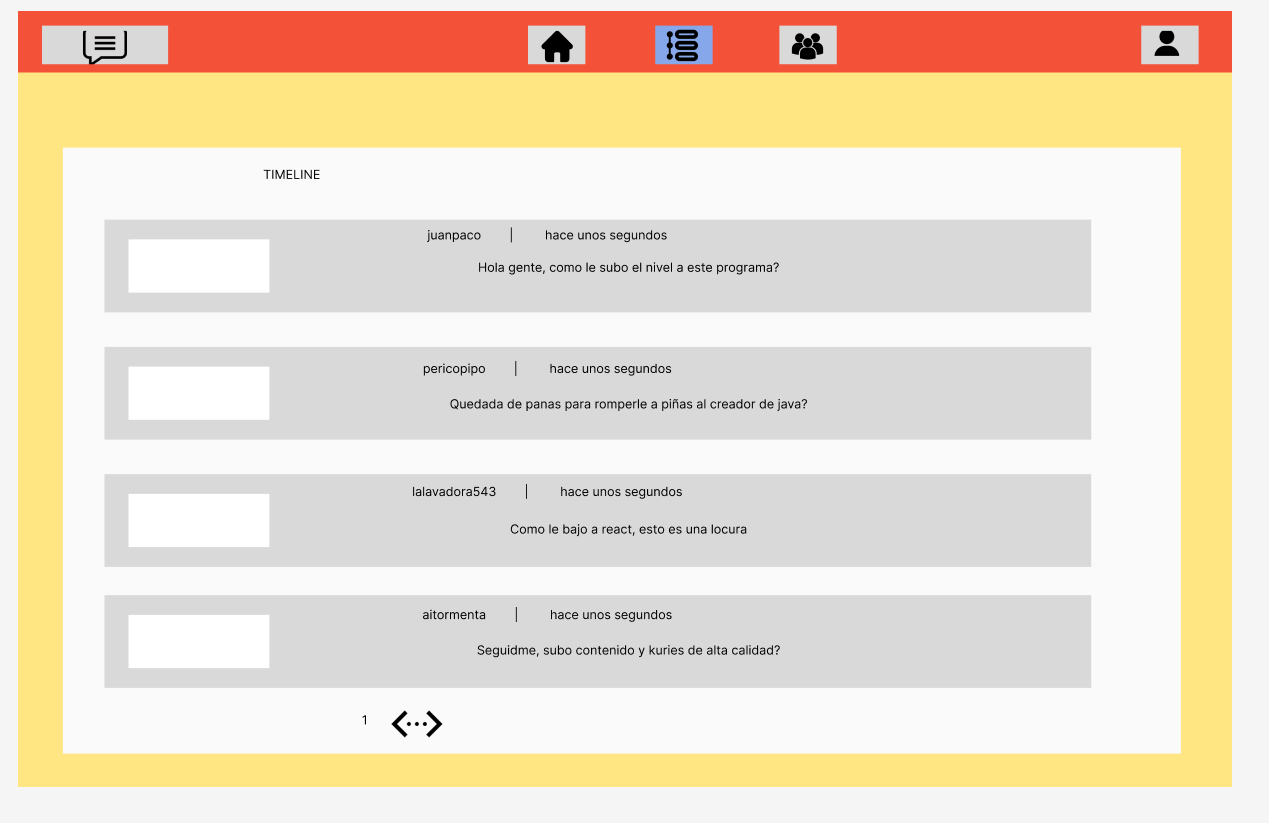 TIMELINE
juanpaco | hace unos segundos
Hola gente, como le subo el nivel a este programa?
pericopipo | hace unos segundos
Quedada de panas para romperle a piñas al creador de java?
lalavadora543 | hace unos segundos
Como le bajo a react, esto es una locura
aitormenta | hace unos segundos
Seguidme, subo contenido y kuries de alta calidad?
1